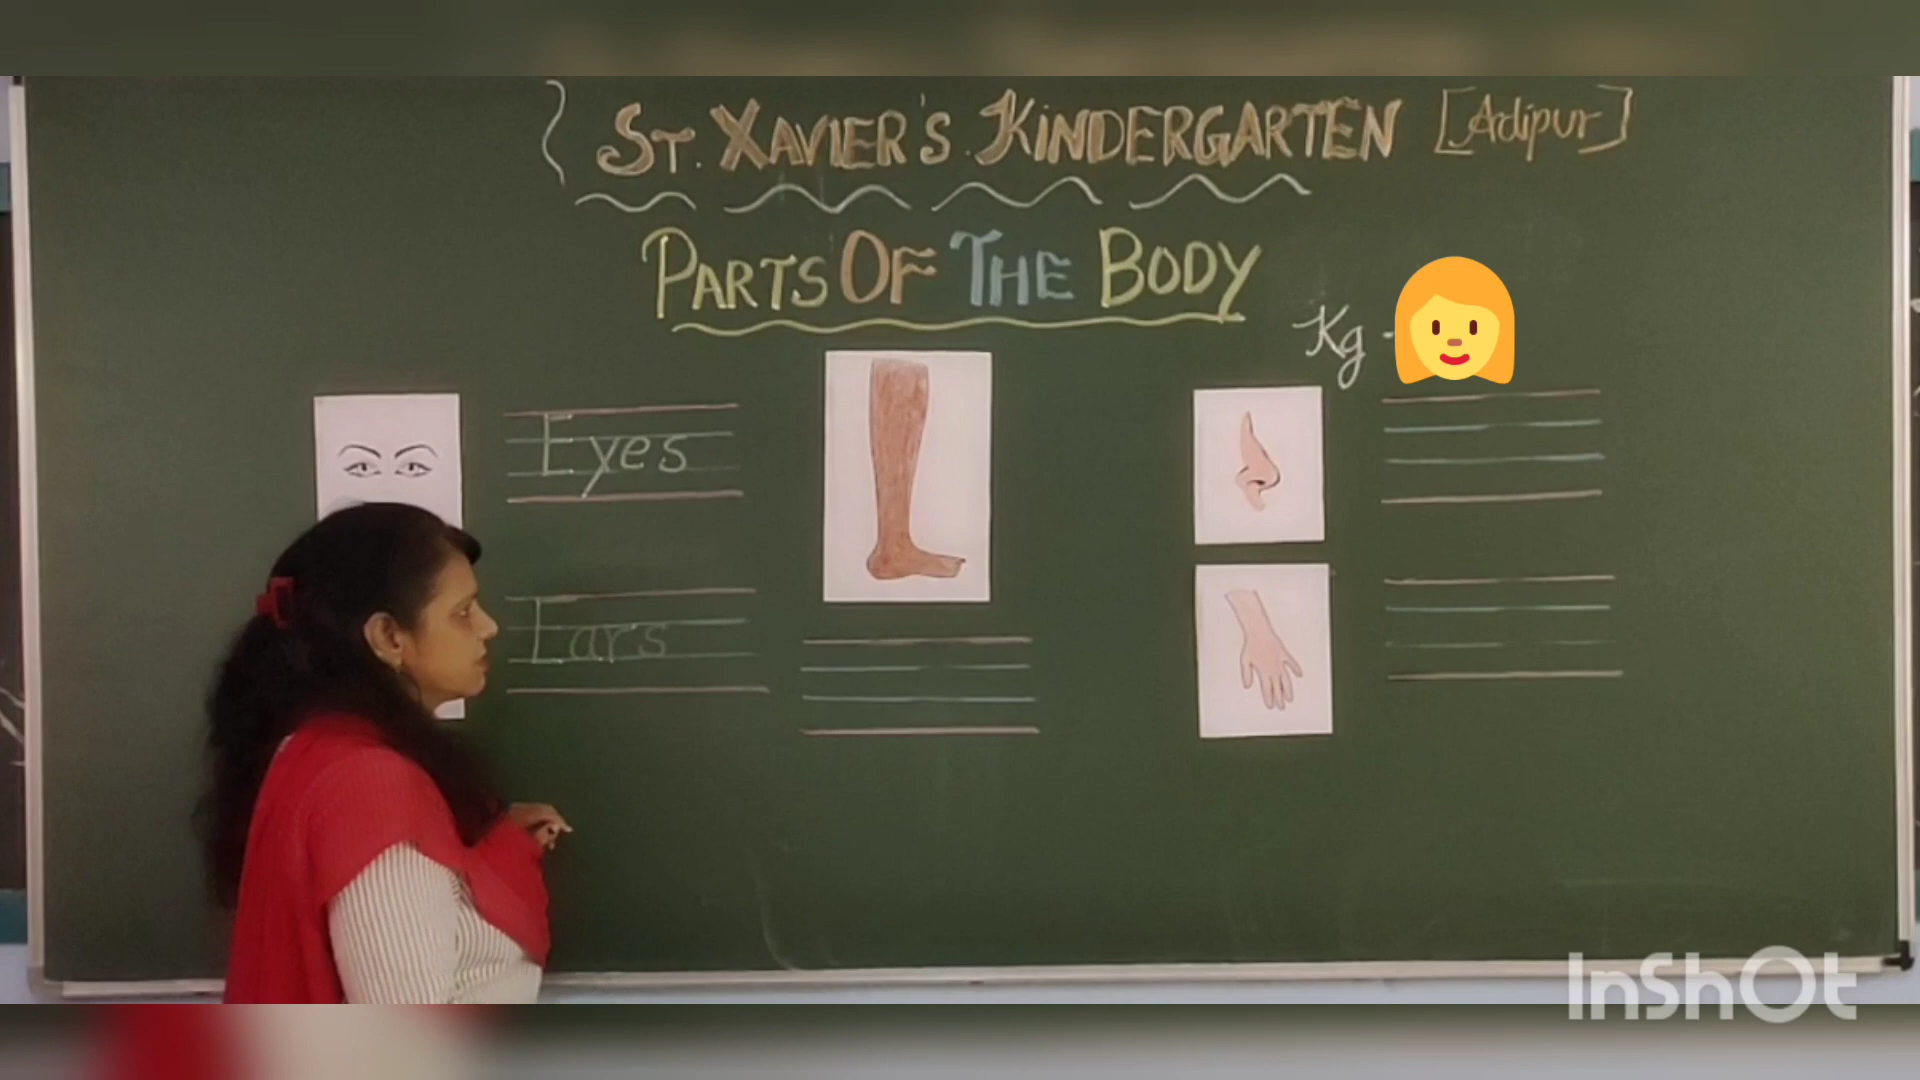 St. Xavier's Kindergarten [Adipur]
Parts Of The Body
Kg -
Eyes
Ears
InShOt